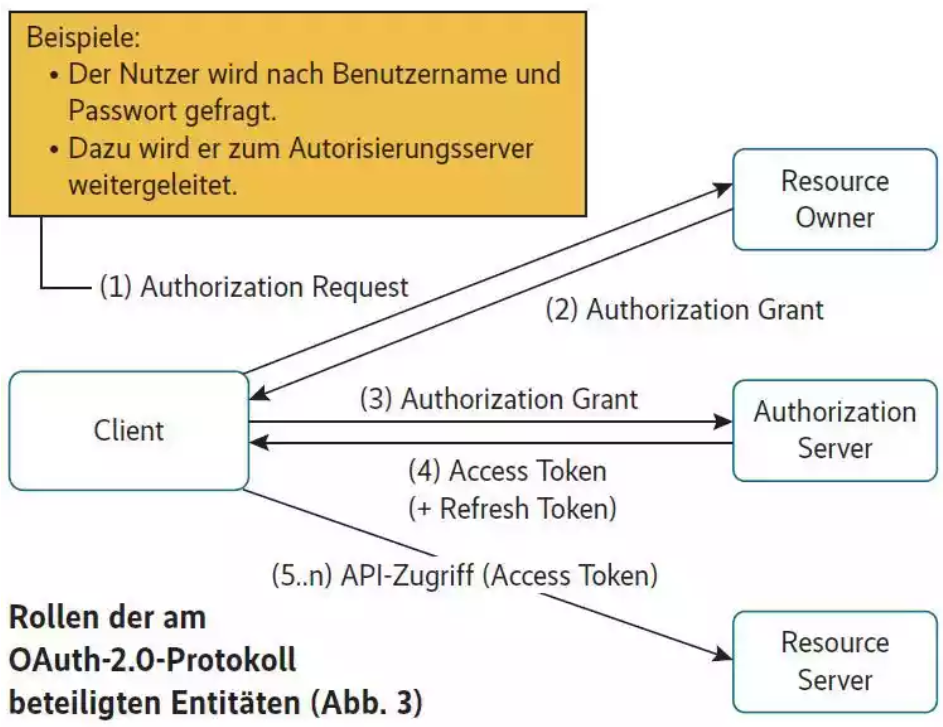 Beispiele:
• Der Nutzer wird nach Benutzername und
Passwort gefragt.
• Dazu wird er zum Autorisierungsserver
weitergeleitet.
Resource
Owner
(1) Authorization Request
(2) Authorization Grant
Client
(3) Authorization Grant
Authorization
Server
(4) Access Token
(+ Refresh Token)
(5..n) API-Zugriff (Access Token)
Rollen der am
OAuth-2.0-Protokoll
beteiligten Entitäten (Abb. 3)
Resource
Server